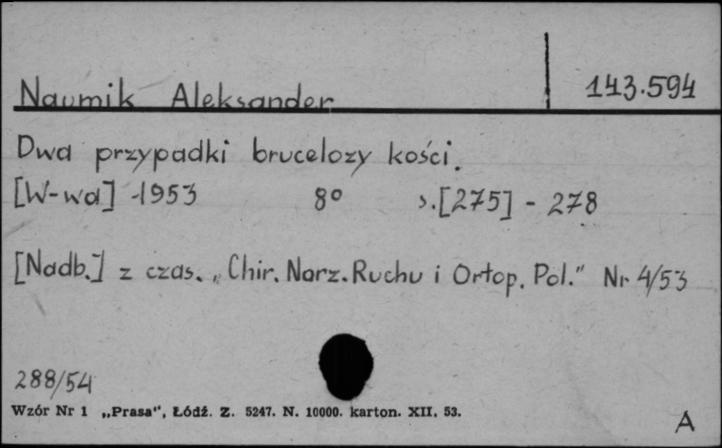 143.594
Naumik Aleksander
Dwa przypadki brucelozy kości.
[W-wa] 1953 8° s.[275] - 278
[Nadb.] z czas. „Chir. Narz. Ruchu i Ortop. Pol." Nr 4/53
288/54
Wzór Nr 1 „Prasa", Łódź. Z. 5247. N. 10000. karton. XII. 53.
A